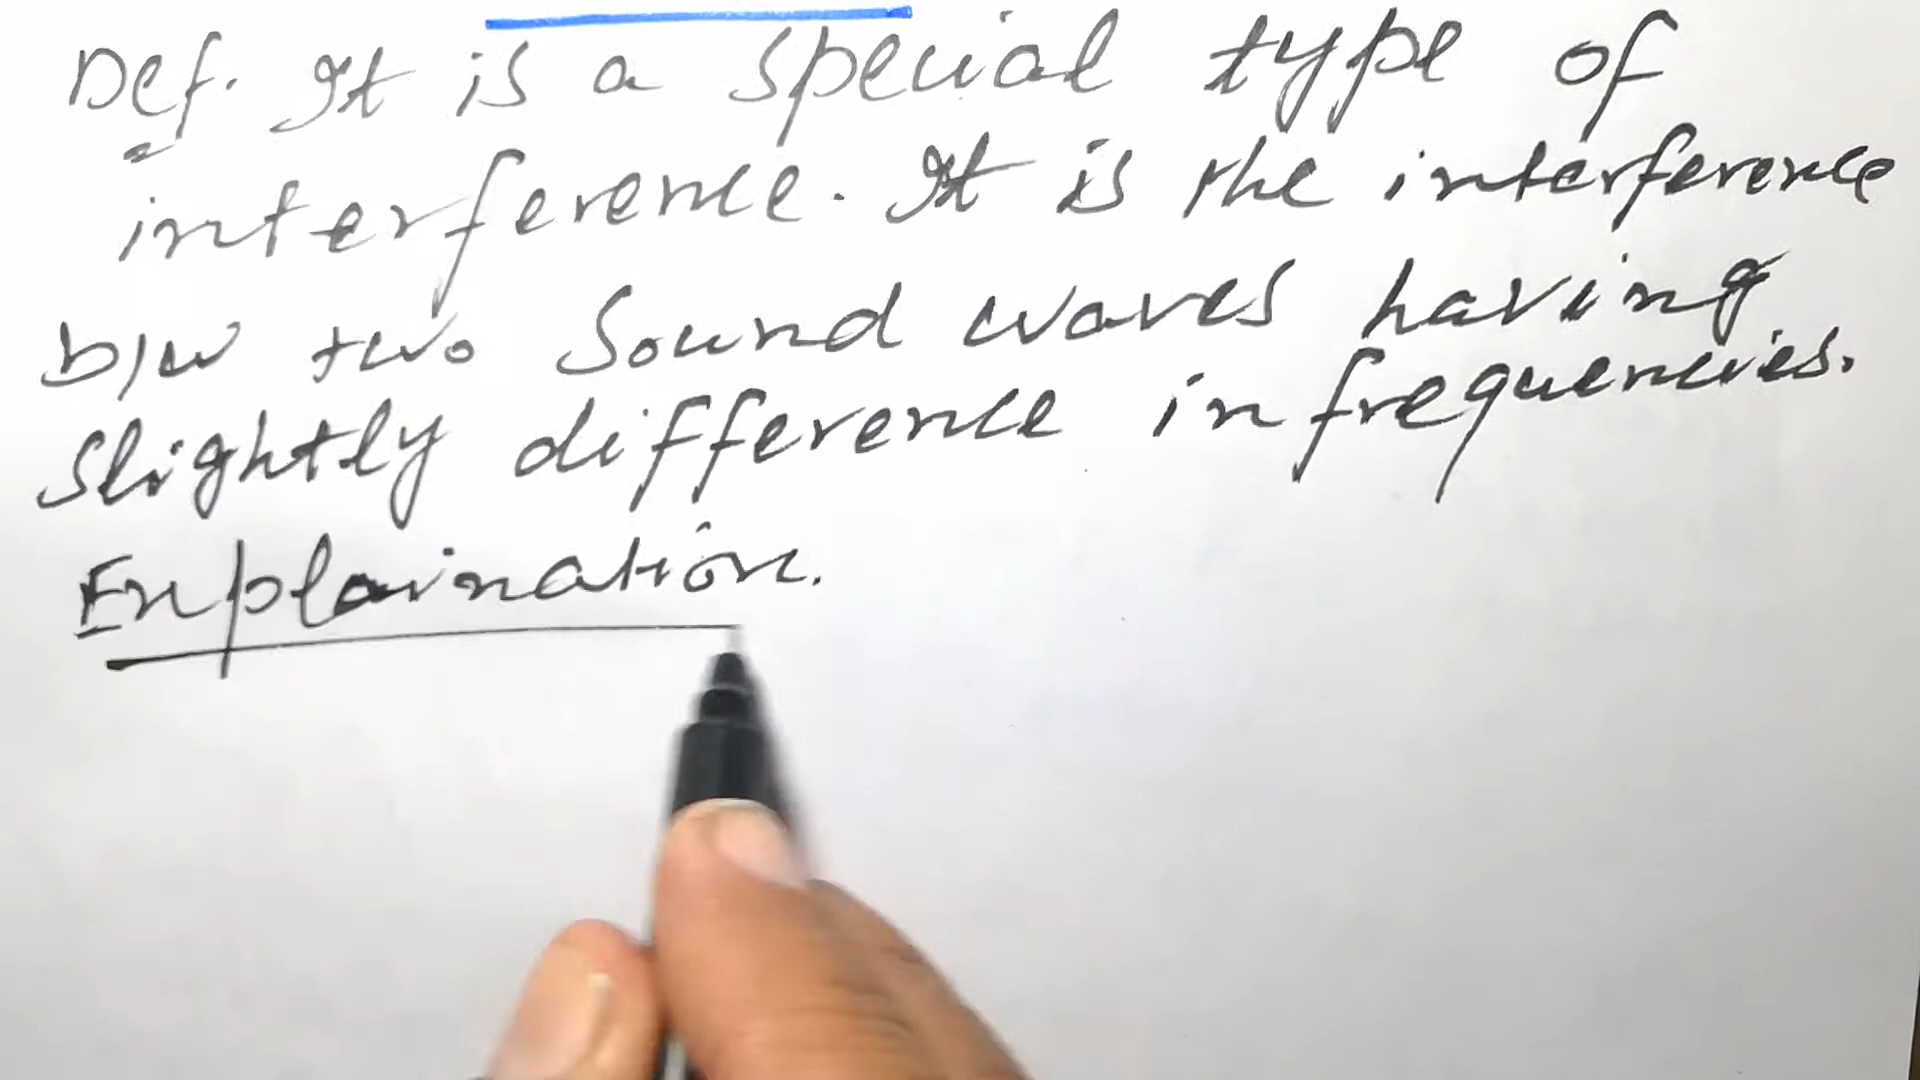 Def. It is a special type of
interference. It is the interference
b/w two sound waves having
slightly difference in frequencies.
Explaination.